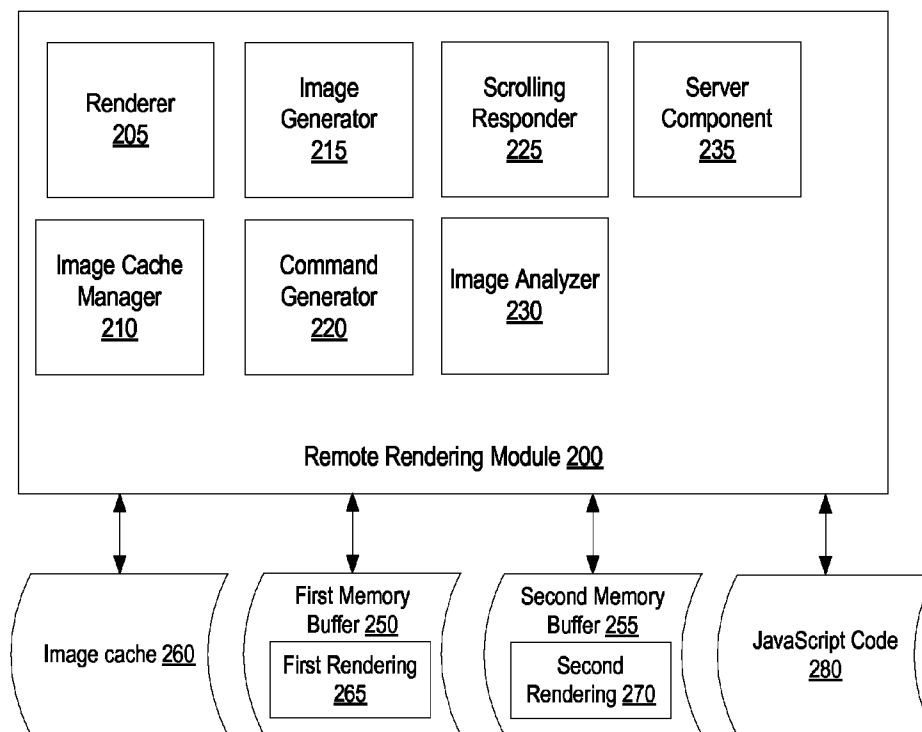 Renderer
205
Image
Generator
215
Scrolling
Responder
225
Server
Component
235
Image Cache
Manager
210
Command
Generator
220
Image Analyzer
230
Remote Rendering Module 200
Image cache 260
First Memory
Buffer 250
First Rendering
265
Second Memory
Buffer 255
Second
Rendering 270
JavaScript Code
280